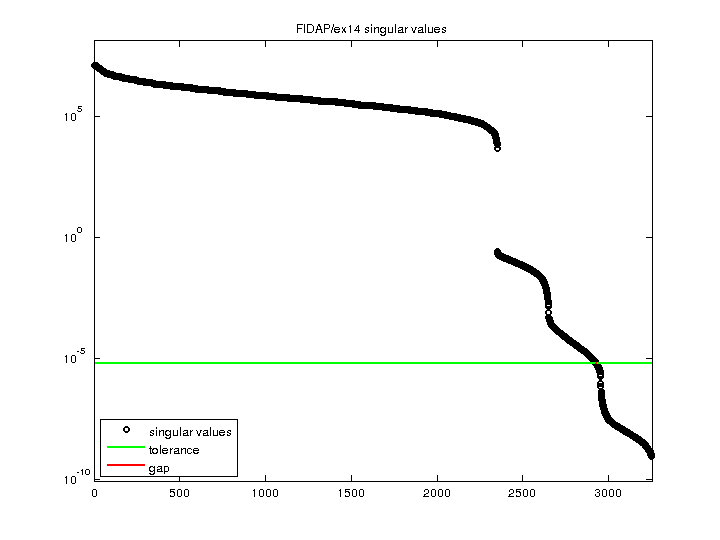 FIDAP/ex14 singular values
10^5
10^0
10^-5
10^-10
singular values
tolerance
gap
0 500 1000 1500 2000 2500 3000